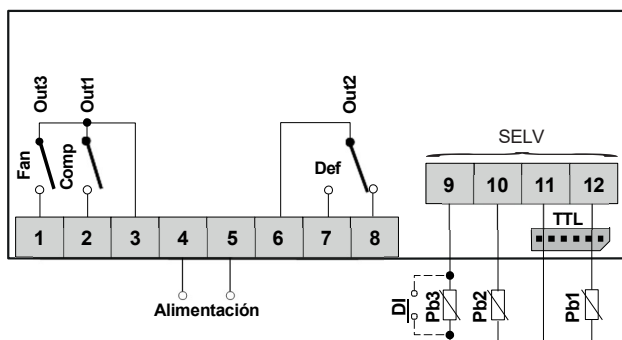 Out3
Out1
Out2
Fan
Comp
Def
SELV
1 2 3 4 5 6 7 8
9 10 11 12
TTL
Alimentación
DI
Pb3
Pb2
Pb1